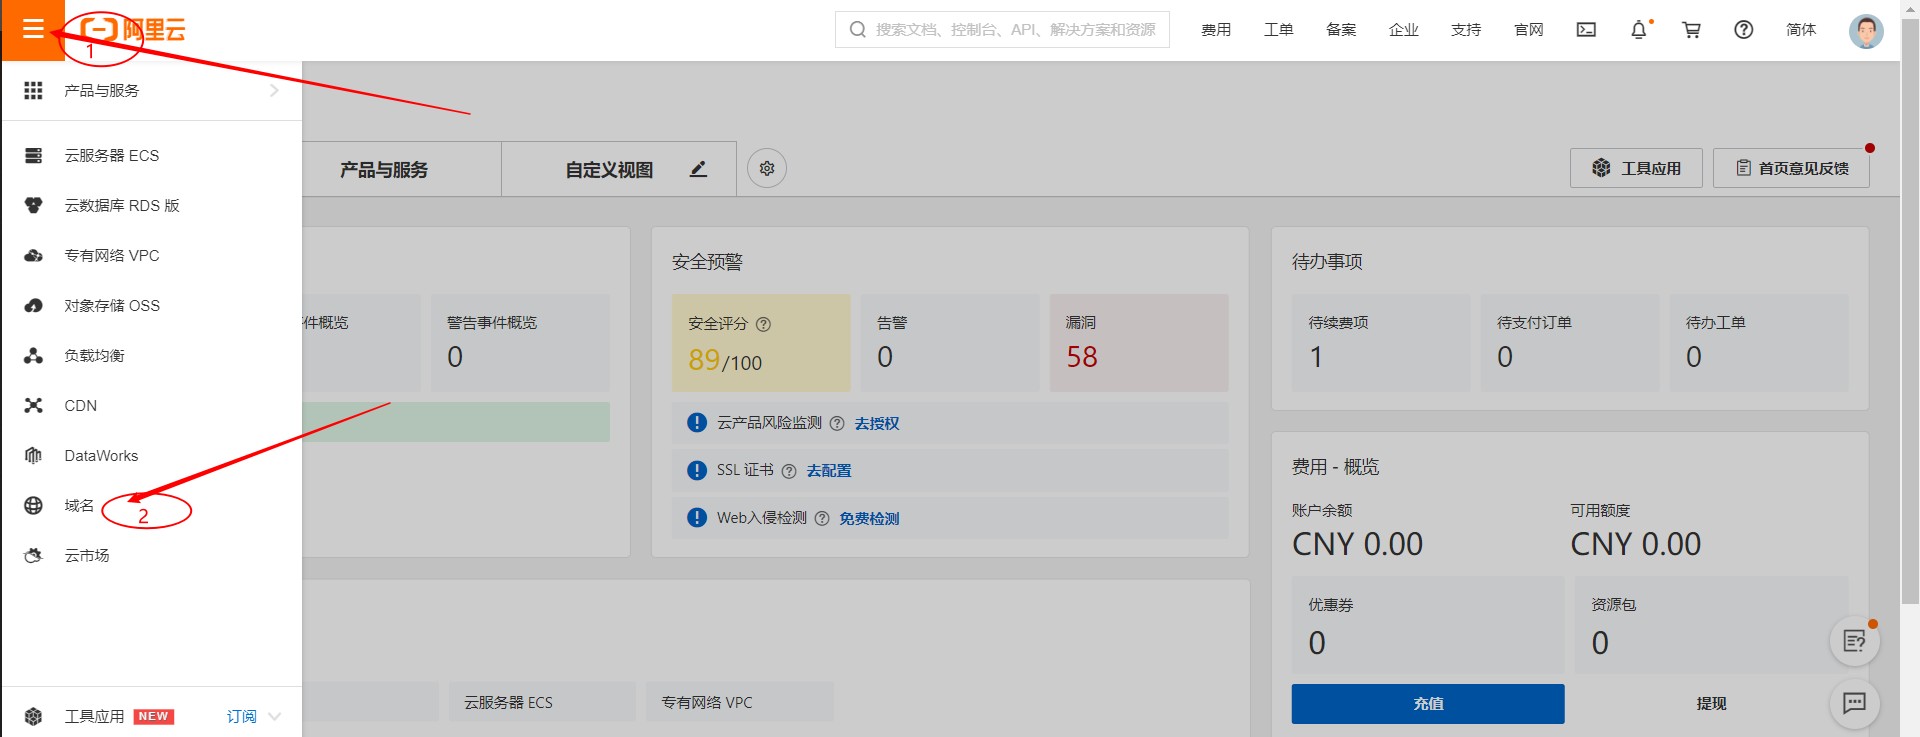 阿里云
1
搜索文档、控制台、API、解决方案和资源
费用
工单
备案
企业
支持
官网
简体
产品与服务
云服务器 ECS
云数据库 RDS 版
专有网络 VPC
对象存储 OSS
负载均衡
CDN
DataWorks
域名
2
云市场
工具应用 NEW
订阅
产品与服务
自定义视图
工具应用
首页意见反馈
件概览
警告事件概览
0
安全预警
安全评分
89/100
告警
0
漏洞
58
云产品风险监测 去授权
SSL 证书 去配置
Web入侵检测 免费检测
待办事项
待续费项
1
待支付订单
0
待办工单
0
费用 - 概览
账户余额
CNY 0.00
可用额度
CNY 0.00
优惠券
0
资源包
0
充值
提现
云服务器 ECS
专有网络 VPC